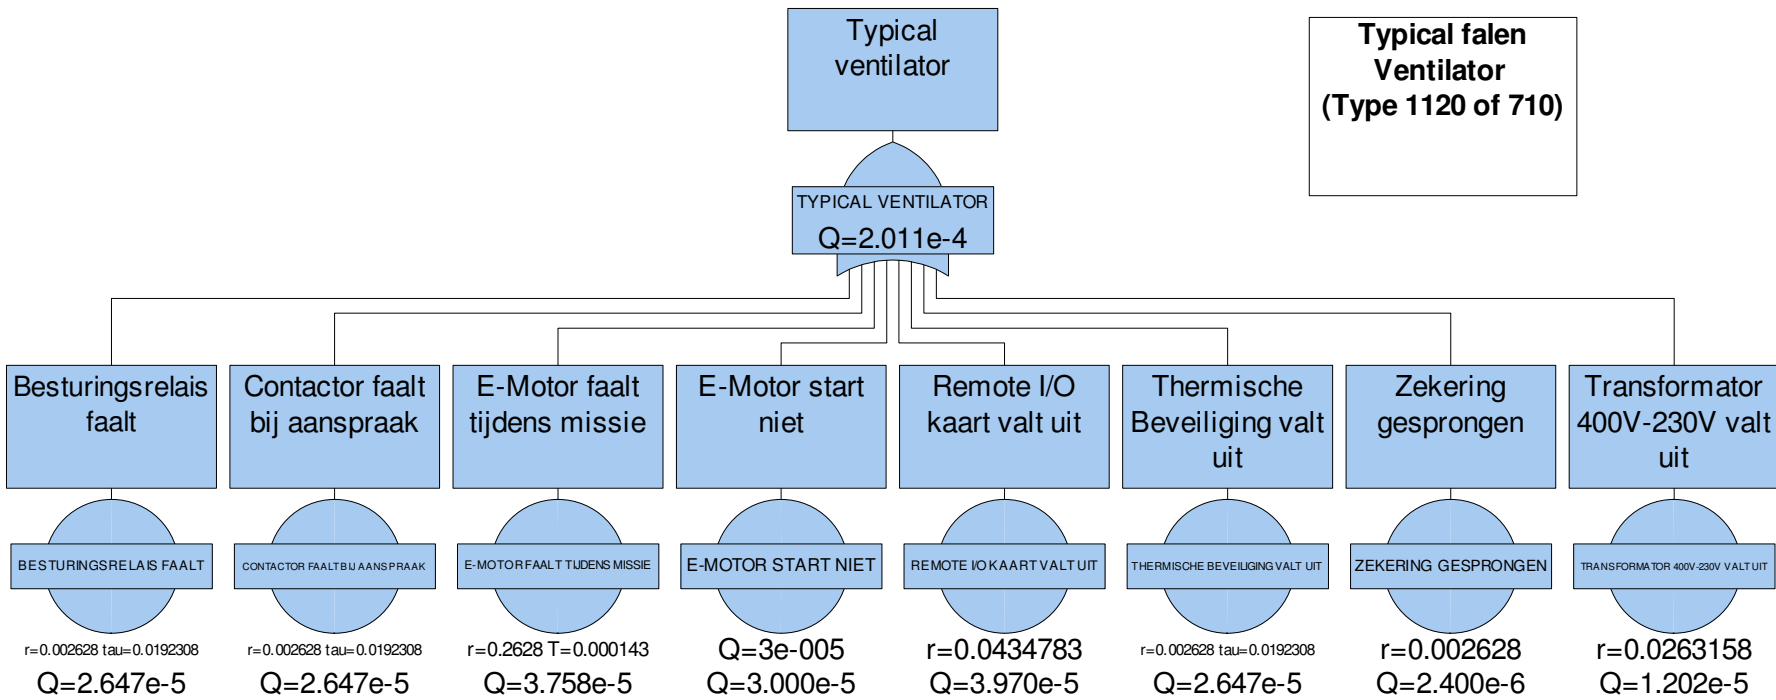 Typical
ventilator
Typical falen
Ventilator
(Type 1120 of 710)
TYPICAL VENTILATOR
Q=2.011e-4
Besturingsrelais
faalt
Contactor faalt
bij aanspraak
E-Motor faalt
tijdens missie
E-Motor start
niet
Remote I/O
kaart valt uit
Thermische
Beveiliging valt
uit
Zekering
gesprongen
Transformator
400V-230V valt
uit
BESTURINGSRELAIS FAALT
CONTACTOR FAALT BIJ AANSPRAAK
E-MOTOR FAALT TIJDENS MISSIE
E-MOTOR START NIET
REMOTE I/O KAART VALT UIT
THERMISCHE BEVEILIGING VALT UIT
ZEKERING GESPRONGEN
TRANSFORMATOR 400V-230V VALT UIT
r=0.002628 tau=0.0192308
Q=2.647e-5
r=0.002628 tau=0.0192308
Q=2.647e-5
r=0.2628 T=0.000143
Q=3.758e-5
Q=3e-005
Q=3.000e-5
r=0.0434783
Q=3.970e-5
r=0.002628 tau=0.0192308
Q=2.647e-5
r=0.002628
Q=2.400e-6
r=0.0263158
Q=1.202e-5